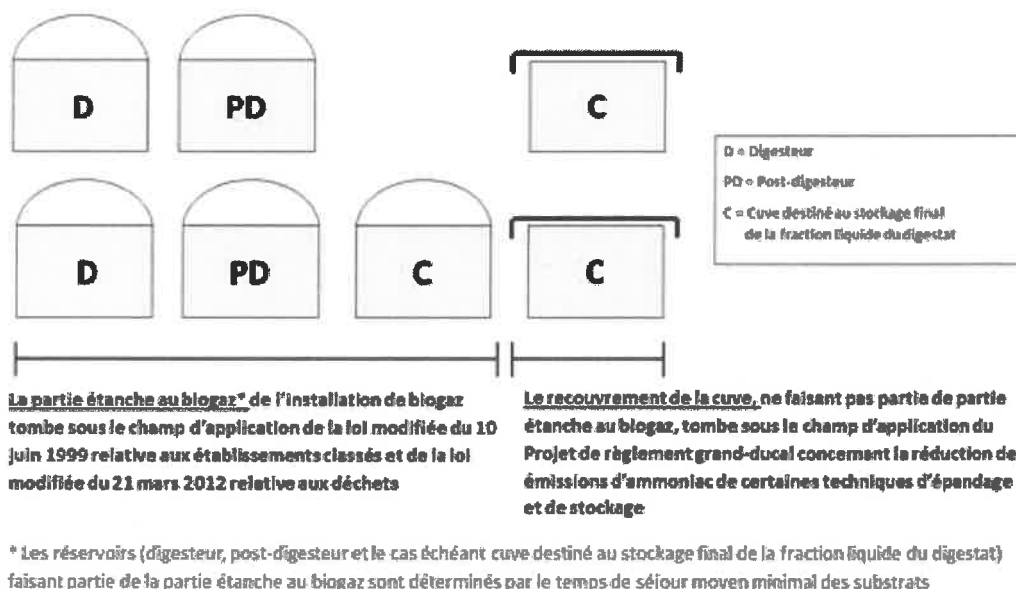 D
PD
C
D = Digesteur
PD = Post-digesteur
C = Cuve destiné au stockage final
de la fraction liquide du digestat
D
PD
C
C
La partie étanche au biogaz* de l'installation de biogaz
tombe sous le champ d'application de la loi modifiée du 10
juin 1999 relative aux établissements classés et de la loi
modifiée du 21 mars 2012 relative aux déchets
Le recouvrement de la cuve, ne faisant pas partie de partie
étanche au biogaz, tombe sous le champ d'application du
Projet de règlement grand-ducal concernant la réduction de
émissions d'ammoniac de certaines techniques d'épandage
et de stockage
* Les réservoirs (digesteur, post-digesteur et le cas échéant cuve destiné au stockage final de la fraction liquide du digestat)
faisant partie de la partie étanche au biogaz sont déterminés par le temps de séjour moyen minimal des substrats